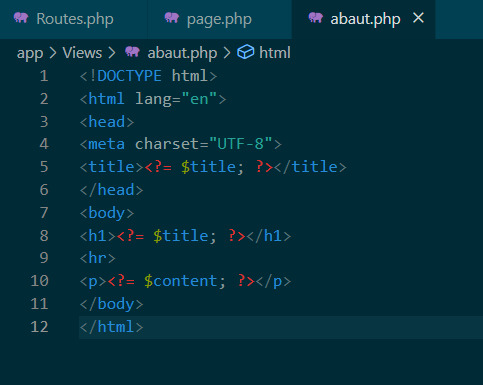 Routes.php page.php abaut.php ×
app > Views > abaut.php > html
1 <!DOCTYPE html>
2 <html lang="en">
3 <head>
4 <meta charset="UTF-8">
5 <title><?= $title; ?></title>
6 </head>
7 <body>
8 <h1><?= $title; ?></h1>
9 <hr>
10 <p><?= $content; ?></p>
11 </body>
12 </html>